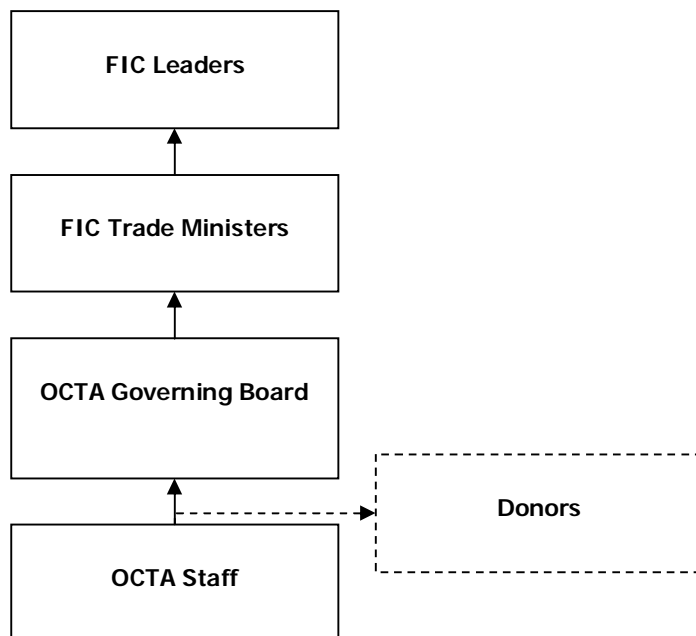 FIC Leaders
FIC Trade Ministers
OCTA Governing Board
Donors
OCTA Staff